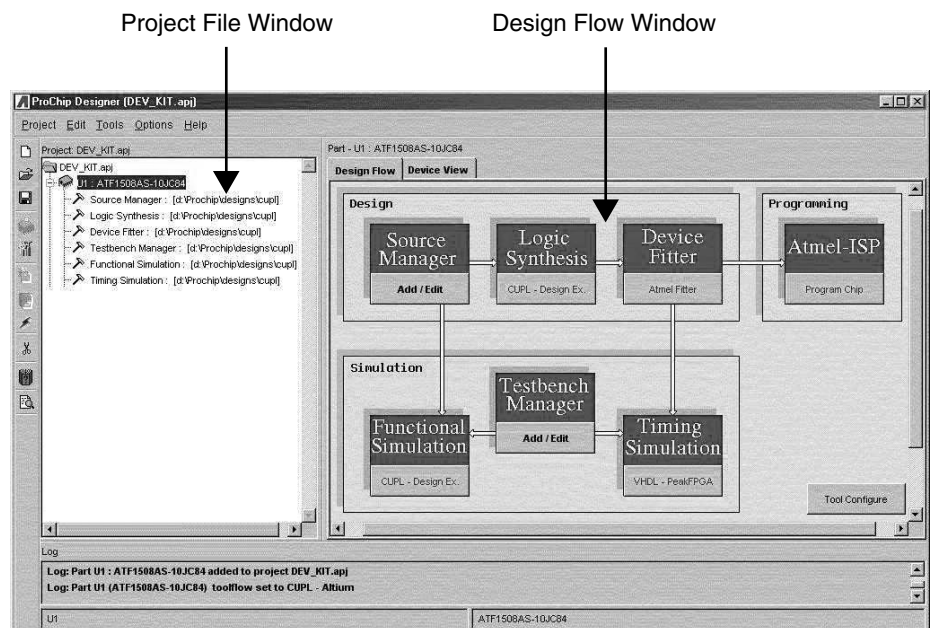 Project File Window
Design Flow Window
ProChip Designer (DEV_KIT.apj)
Project Edit Tools Options Help
Project: DEV_KIT.apj
DEV_KIT.apj
U1 : ATF1508AS-10JC84
Source Manager : [d:\Prochip\designs\cupl]
Logic Synthesis : [d:\Prochip\designs\cupl]
Device Fitter : [d:\Prochip\designs\cupl]
Testbench Manager : [d:\Prochip\designs\cupl]
Functional Simulation : [d:\Prochip\designs\cupl]
Timing Simulation : [d:\Prochip\designs\cupl]
Part - U1 : ATF1508AS-10JC84
Design Flow Device View
Design
Source
Manager
Add / Edit
Logic
Synthesis
CUPL - Design Ex.
Device
Fitter
Atmel Fitter
Programming
Atmel-ISP
Program Chip
Simulation
Functional
Simulation
CUPL - Design Ex.
Testbench
Manager
Add / Edit
Timing
Simulation
VHDL - PeakFPGA
Tool Configure
Log
Log: Part U1 : ATF1508AS-10JC84 added to project DEV_KIT.apj
Log: Part U1 (ATF1508AS-10JC84) toolflow set to CUPL - Altium
U1
ATF1508AS-10JC84